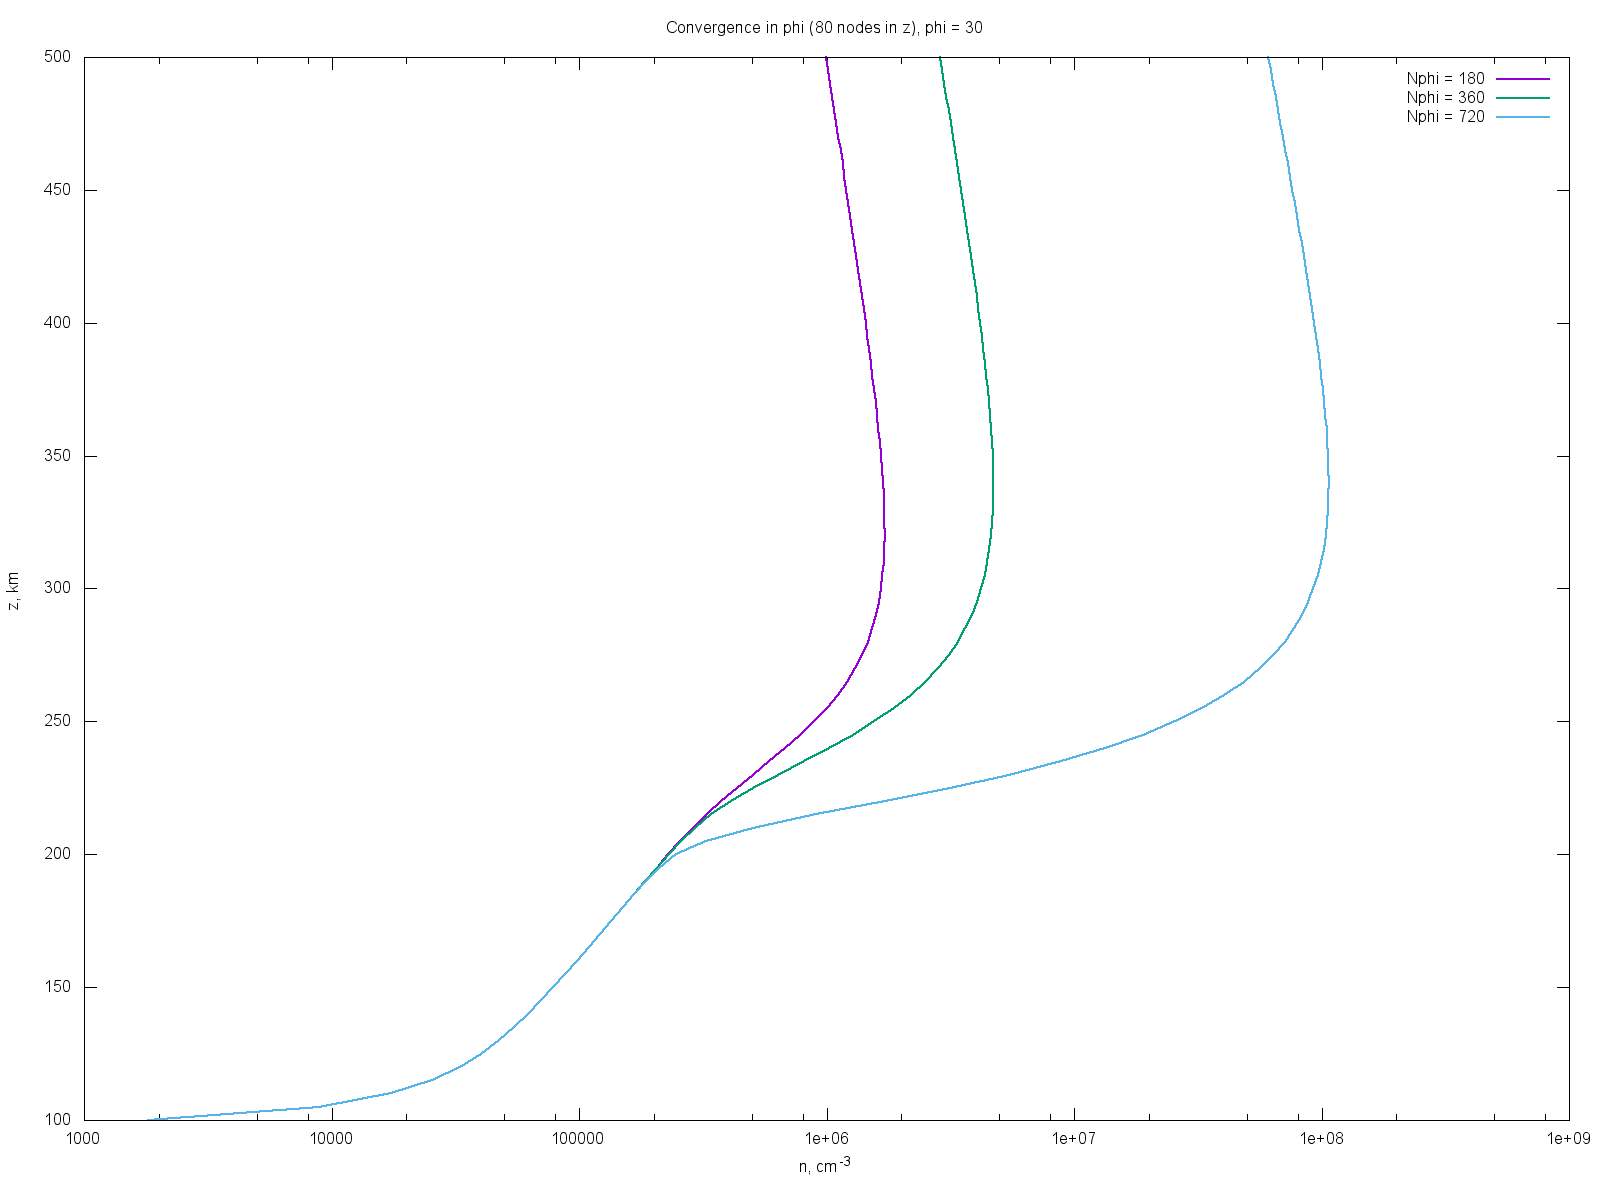 Convergence in phi (80 nodes in z), phi = 30
500
450
400
350
300
250
200
150
100
z, km
Nphi = 180
Nphi = 360
Nphi = 720
1000
10000
100000
1e+06
1e+07
1e+08
1e+09
n, cm-3